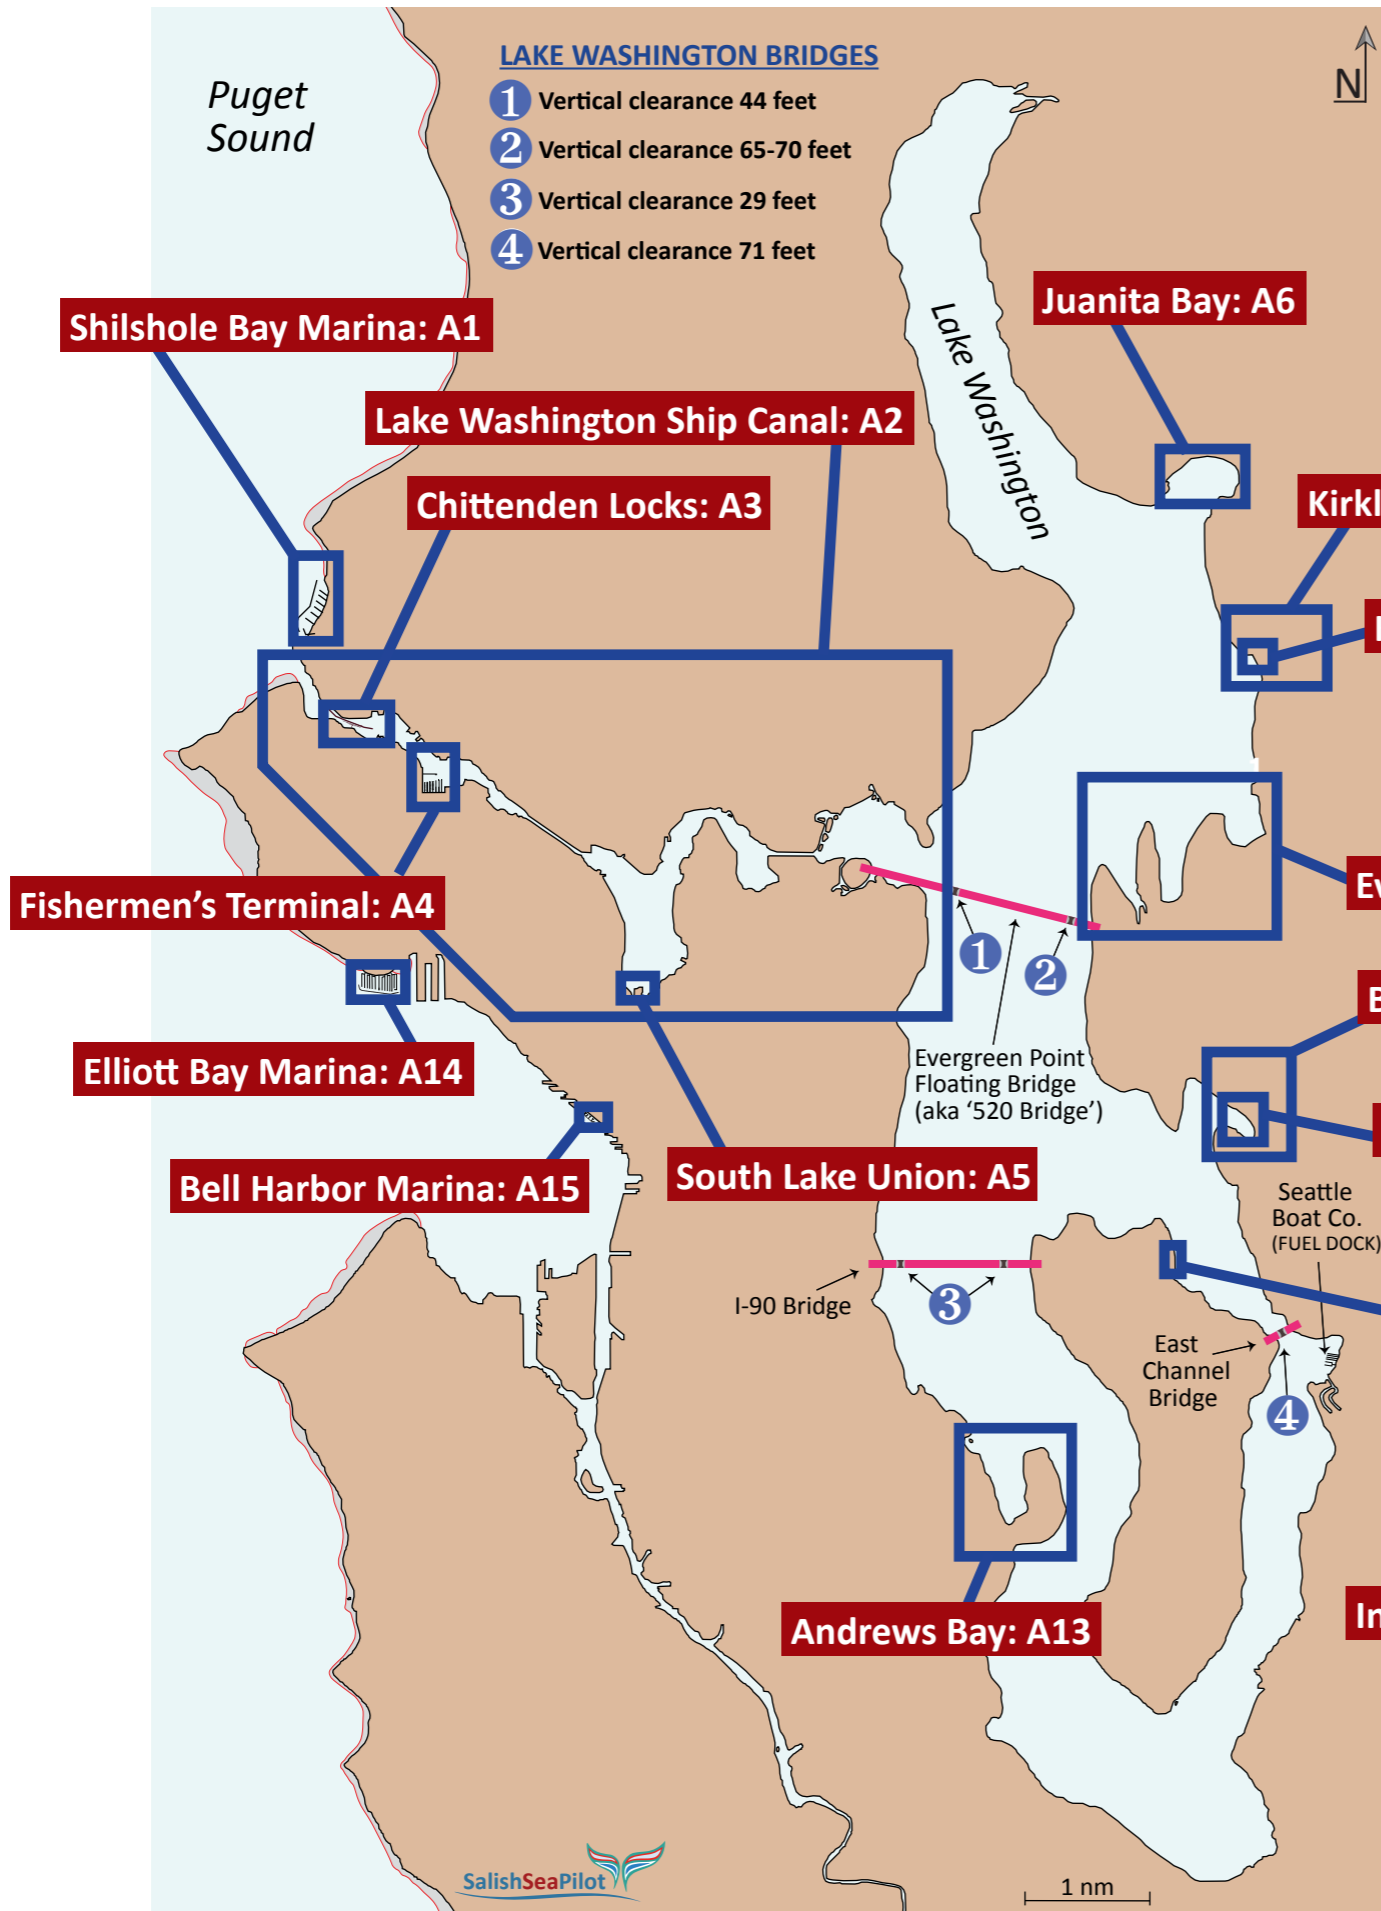 LAKE WASHINGTON BRIDGES
1 Vertical clearance 44 feet
2 Vertical clearance 65-70 feet
3 Vertical clearance 29 feet
4 Vertical clearance 71 feet
Puget
Sound
N
Juanita Bay: A6
Shilshole Bay Marina: A1
Lake Washington
Lake Washington Ship Canal: A2
Chittenden Locks: A3
Kirkl
Fishermen's Terminal: A4
Ev
1
2
B
Elliott Bay Marina: A14
Evergreen Point
Floating Bridge
(aka '520 Bridge')
Bell Harbor Marina: A15
South Lake Union: A5
Seattle
Boat Co.
(FUEL DOCK)
I-90 Bridge
3
East
Channel
Bridge
4
Andrews Bay: A13
In
SalishSeaPilot
1 nm